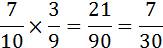 7/10 × 3/9 = 21/90 = 7/30